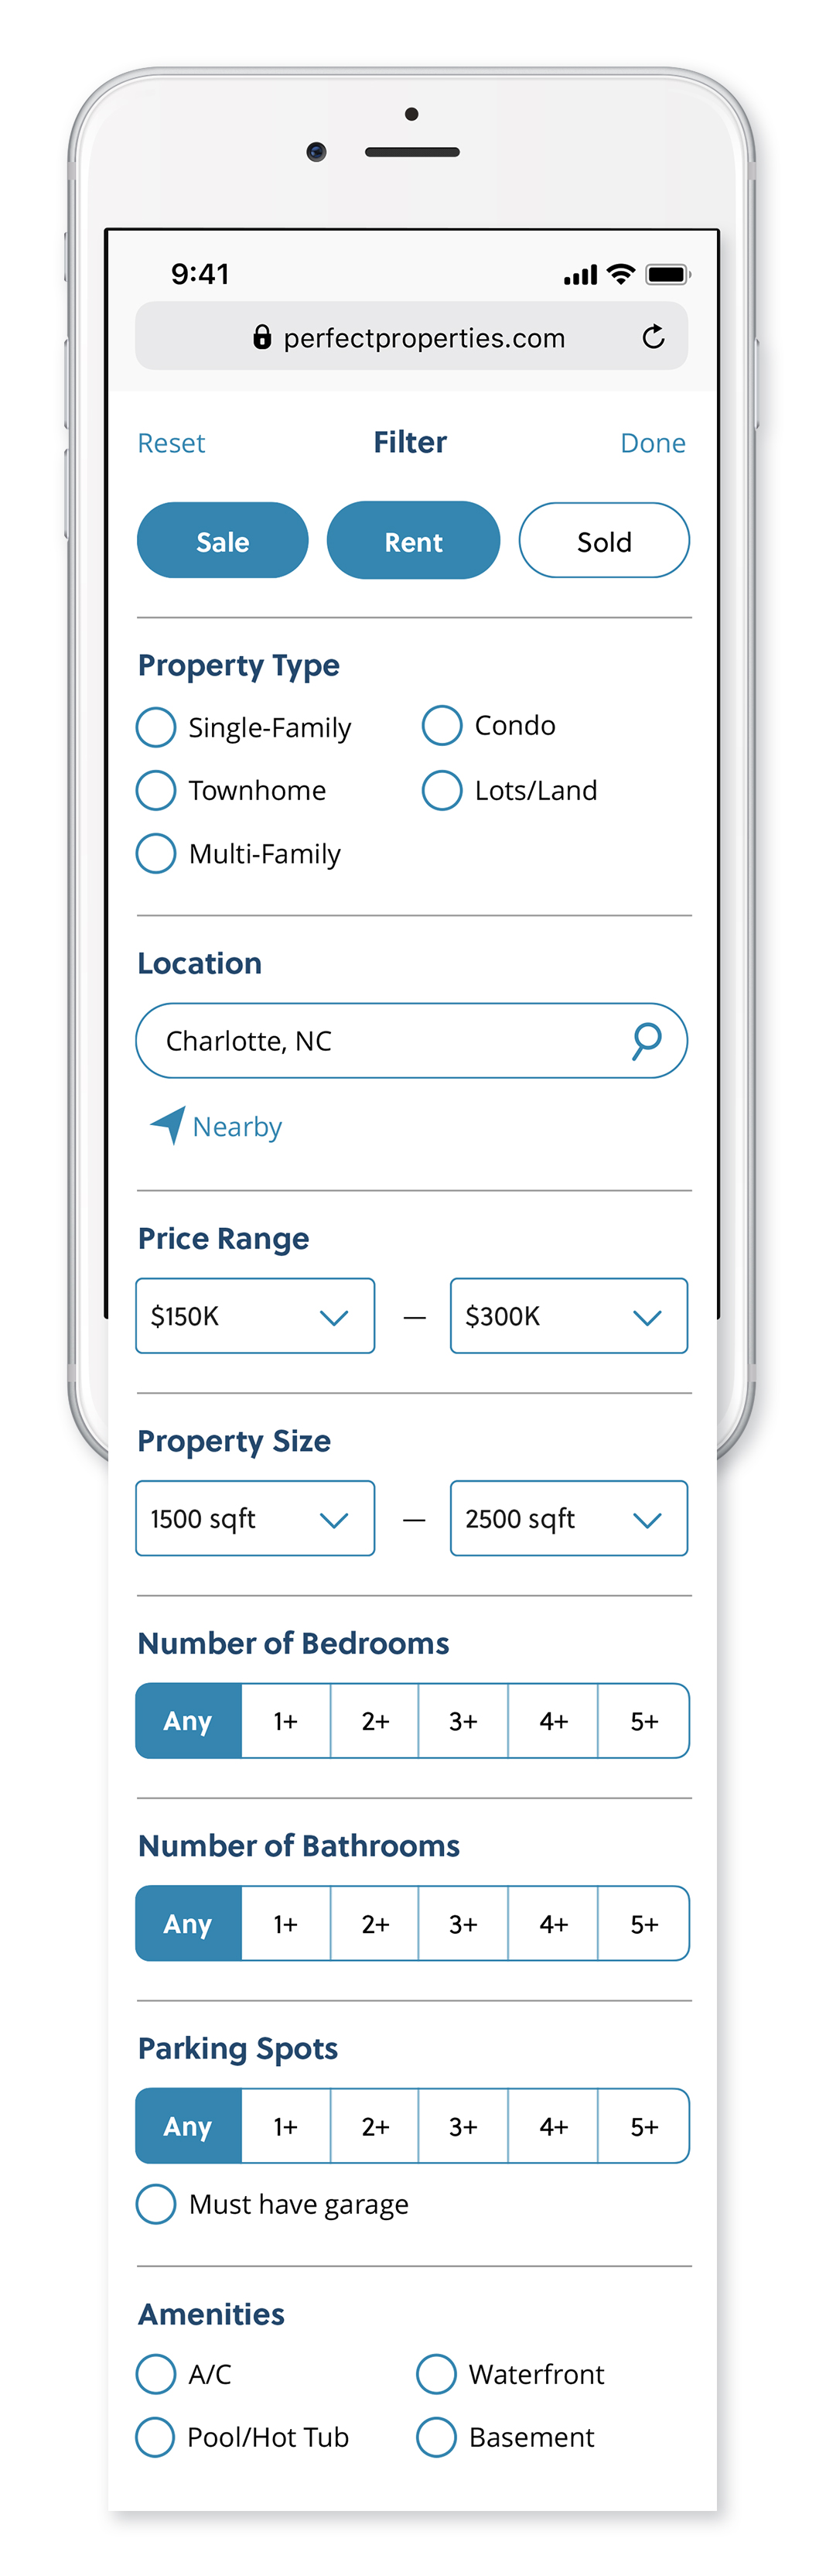 9:41
perfectproperties.com
Reset Filter Done
Sale Rent Sold
Property Type
Single-Family Condo
Townhome Lots/Land
Multi-Family
Location
Charlotte, NC
Nearby
Price Range
$150K – $300K
Property Size
1500 sqft – 2500 sqft
Number of Bedrooms
Any 1+ 2+ 3+ 4+ 5+
Number of Bathrooms
Any 1+ 2+ 3+ 4+ 5+
Parking Spots
Any 1+ 2+ 3+ 4+ 5+
Must have garage
Amenities
A/C Waterfront
Pool/Hot Tub Basement